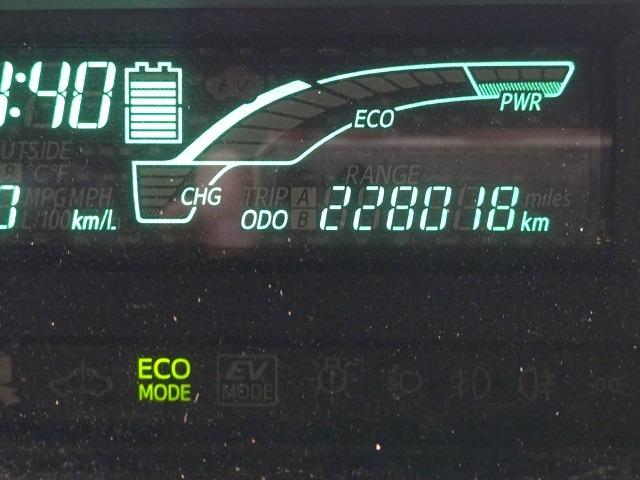 :40
PWR
ECO
OUTSIDE
°C°F
CHG
RANGE
MPG MPH
TRIP A
miles
L/100
km/L
B
ODO 228018 km
ECO
MODE
EV
MODE